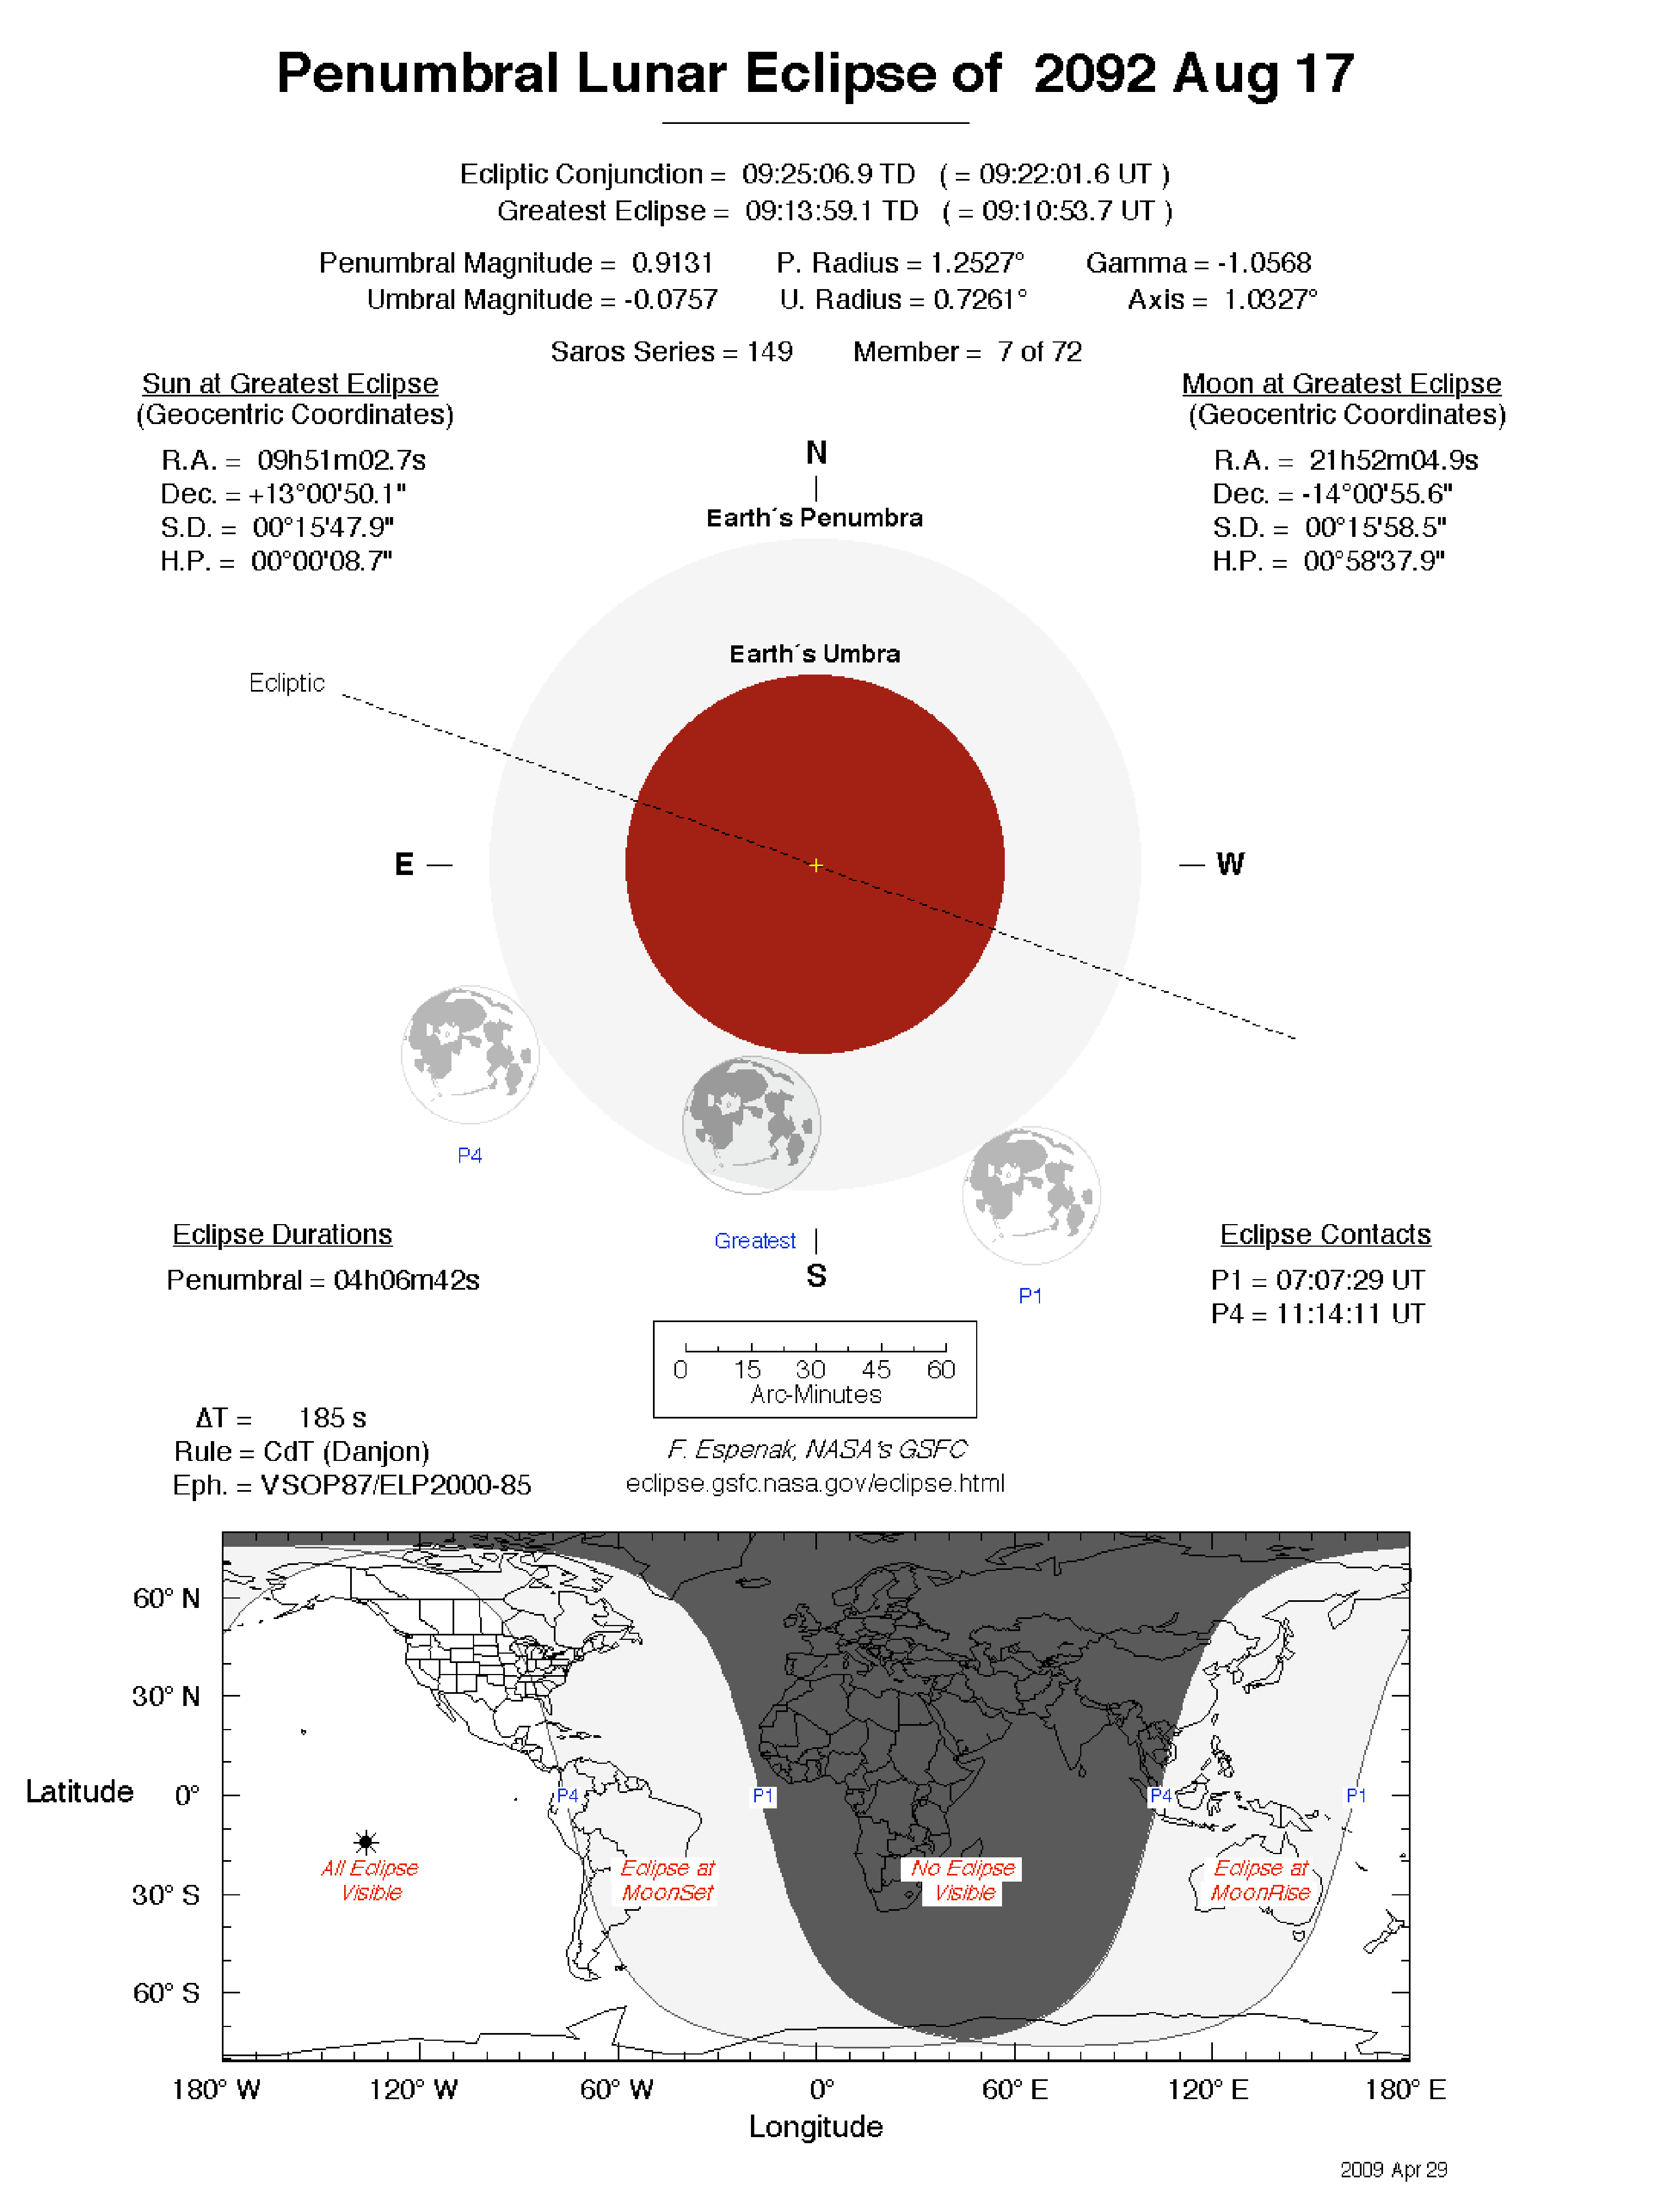 Penumbral Lunar Eclipse of 2092 Aug 17
Ecliptic Conjunction = 09:25:06.9 TD ( = 09:22:01.6 UT )
Greatest Eclipse = 09:13:59.1 TD ( = 09:10:53.7 UT )
Penumbral Magnitude = 0.9131 P. Radius = 1.2527° Gamma = -1.0568
Umbral Magnitude = -0.0757 U. Radius = 0.7261° Axis = 1.0327°
Saros Series = 149 Member = 7 of 72
Sun at Greatest Eclipse
(Geocentric Coordinates)
R.A. = 09h51m02.7s
Dec. = +13°00'50.1"
S.D. = 00°15'47.9"
H.P. = 00°00'08.7"
Moon at Greatest Eclipse
(Geocentric Coordinates)
R.A. = 21h52m04.9s
Dec. = -14°00'55.6"
S.D. = 00°15'58.5"
H.P. = 00°58'37.9"
N
Earth´s Penumbra
Earth´s Umbra
Ecliptic
E
W
P4
Greatest
S
P1
Eclipse Durations
Penumbral = 04h06m42s
Eclipse Contacts
P1 = 07:07:29 UT
P4 = 11:14:11 UT
0 15 30 45 60
Arc-Minutes
ΔT = 185 s
Rule = CdT (Danjon)
Eph. = VSOP87/ELP2000-85
F. Espenak, NASA's GSFC
eclipse.gsfc.nasa.gov/eclipse.html
60° N
30° N
Latitude 0°
30° S
60° S
P4 P1 P4 P1
All Eclipse
Visible
Eclipse at
MoonSet
No Eclipse
Visible
Eclipse at
MoonRise
180° W 120° W 60° W 0° 60° E 120° E 180° E
Longitude
2009 Apr 29